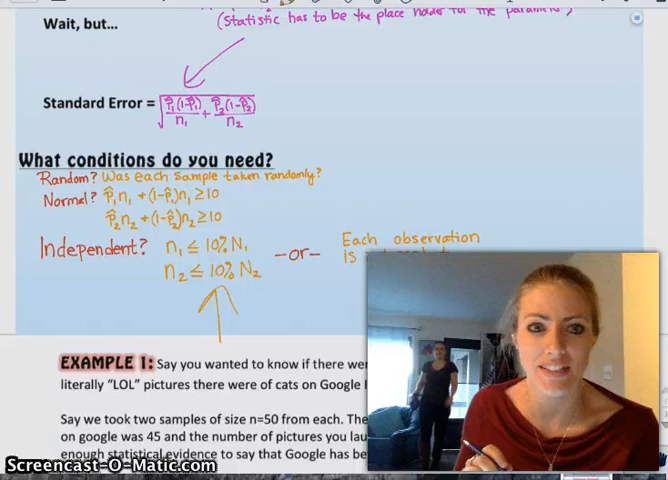 Wait, but...
(Statistic has to be the place holder for the
Standard Error = √p̂₁(1-p̂₁)/n₁ + p̂₂(1-p̂₂)/n₂
What conditions do you need?
Random? Was each sample taken randomly?
Normal? p̂₁n₁ + (1-p̂₁)n₁ ≥ 10
p̂₂n₂ + (1-p̂₂)n₂ ≥ 10
Independent? n₁ ≤ 10% N₁ -or- Each observation
n₂ ≤ 10% N₂ is
EXAMPLE 1: Say you wanted to know if there
literally "LOL" pictures there were of cats on Google
Say we took two samples of size n=50 from each.
on google was 45 and the number of pictures you
enough statistical evidence to say that Google has
Screencast-O-Matic.com